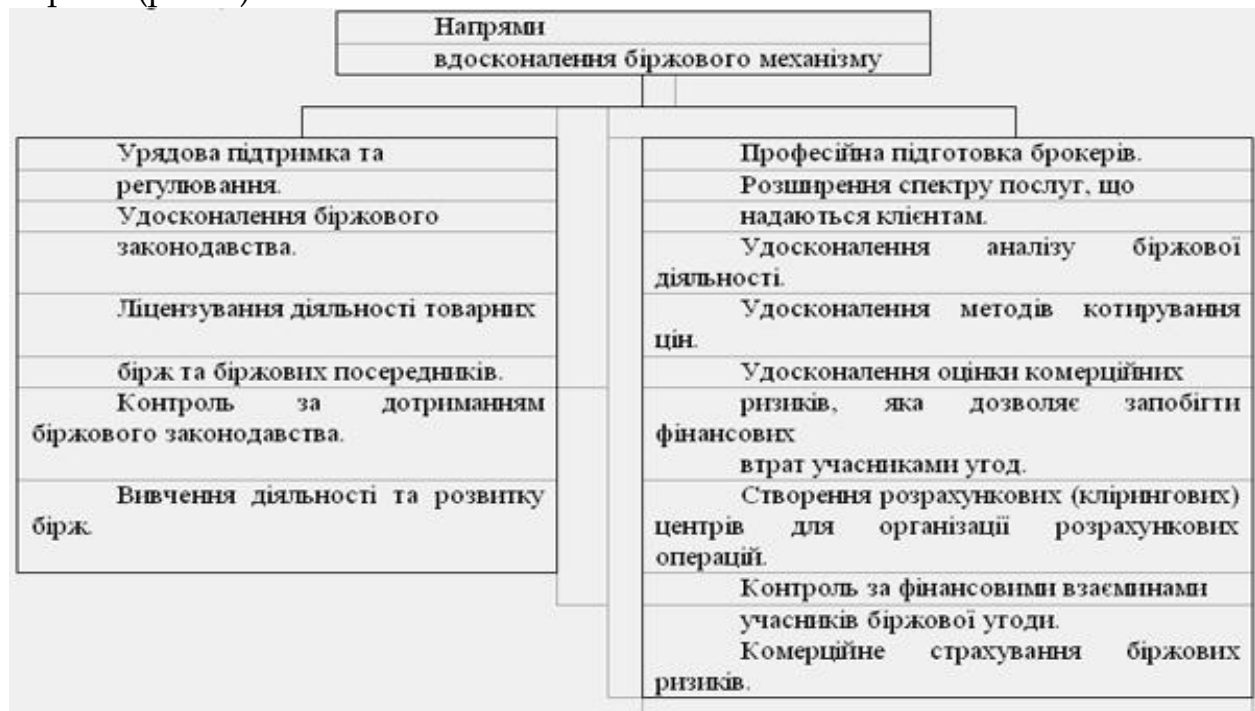 Напрями
вдосконалення біржового механізму
Урядова підтримка та
регулювання.
Удосконалення біржового
законодавства.
Ліцензування діяльності товарних
бірж та біржових посередників.
Контроль за дотриманням
біржового законодавства.
Вивчення діяльності та розвитку
бірж.
Професійна підготовка брокерів.
Розширення спектру послуг, що
надаються клієнтам.
Удосконалення аналізу біржової
діяльності.
Удосконалення методів котирування
цін.
Удосконалення оцінки комерційних
ризиків, яка дозволяє запобігти
фінансових
втрат учасниками угод.
Створення розрахункових (клірингових)
центрів для організації розрахункових
операцій.
Контроль за фінансовими взаєминами
учасників біржової угоди.
Комерційне страхування біржових
ризиків.